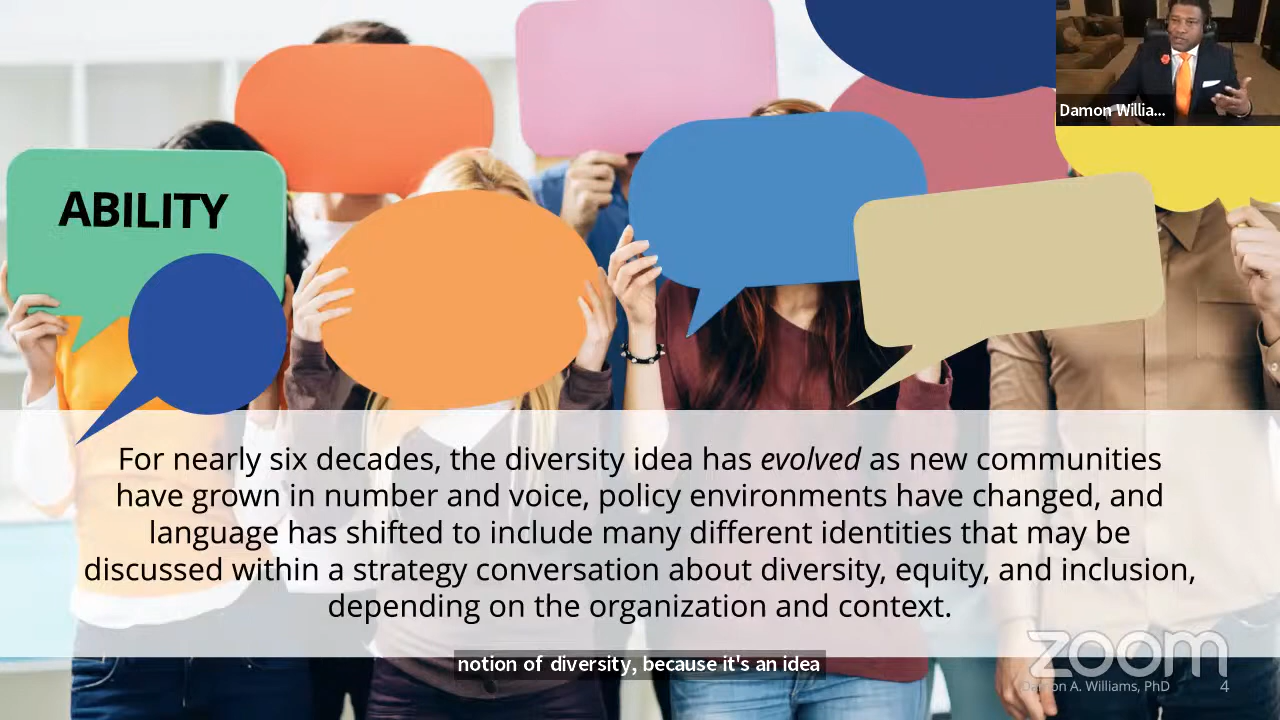 Damon Willia...
ABILITY
For nearly six decades, the diversity idea has evolved as new communities
have grown in number and voice, policy environments have changed, and
language has shifted to include many different identities that may be
discussed within a strategy conversation about diversity, equity, and inclusion,
depending on the organization and context.
notion of diversity, because it's an idea
zoom
Damon A. Williams, PhD
4